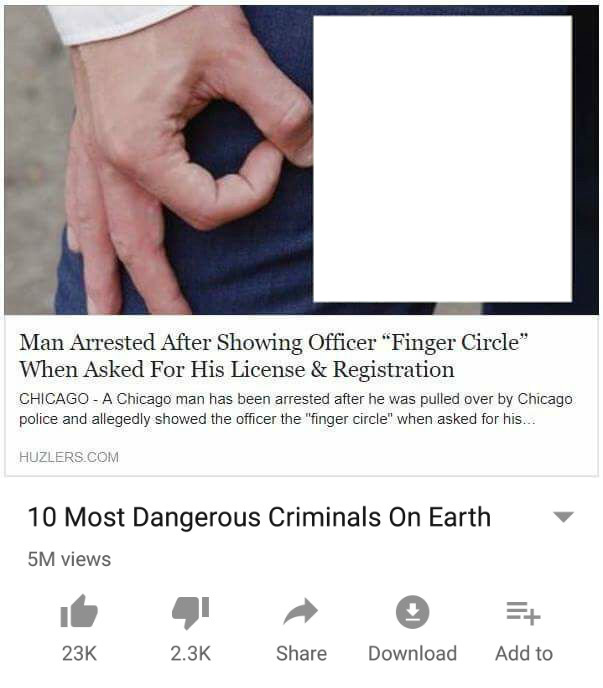 Man Arrested After Showing Officer “Finger Circle”
When Asked For His License & Registration
CHICAGO - A Chicago man has been arrested after he was pulled over by Chicago
police and allegedly showed the officer the "finger circle" when asked for his...
HUZLERS.COM
10 Most Dangerous Criminals On Earth
5M views
23K 2.3K Share Download Add to